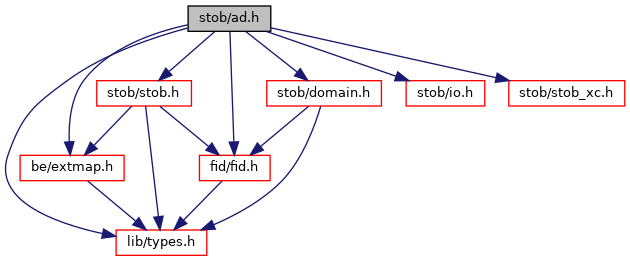 stob/ad.h
stob/stob.h
stob/domain.h
stob/io.h
stob/stob_xc.h
be/extmap.h
fid/fid.h
lib/types.h